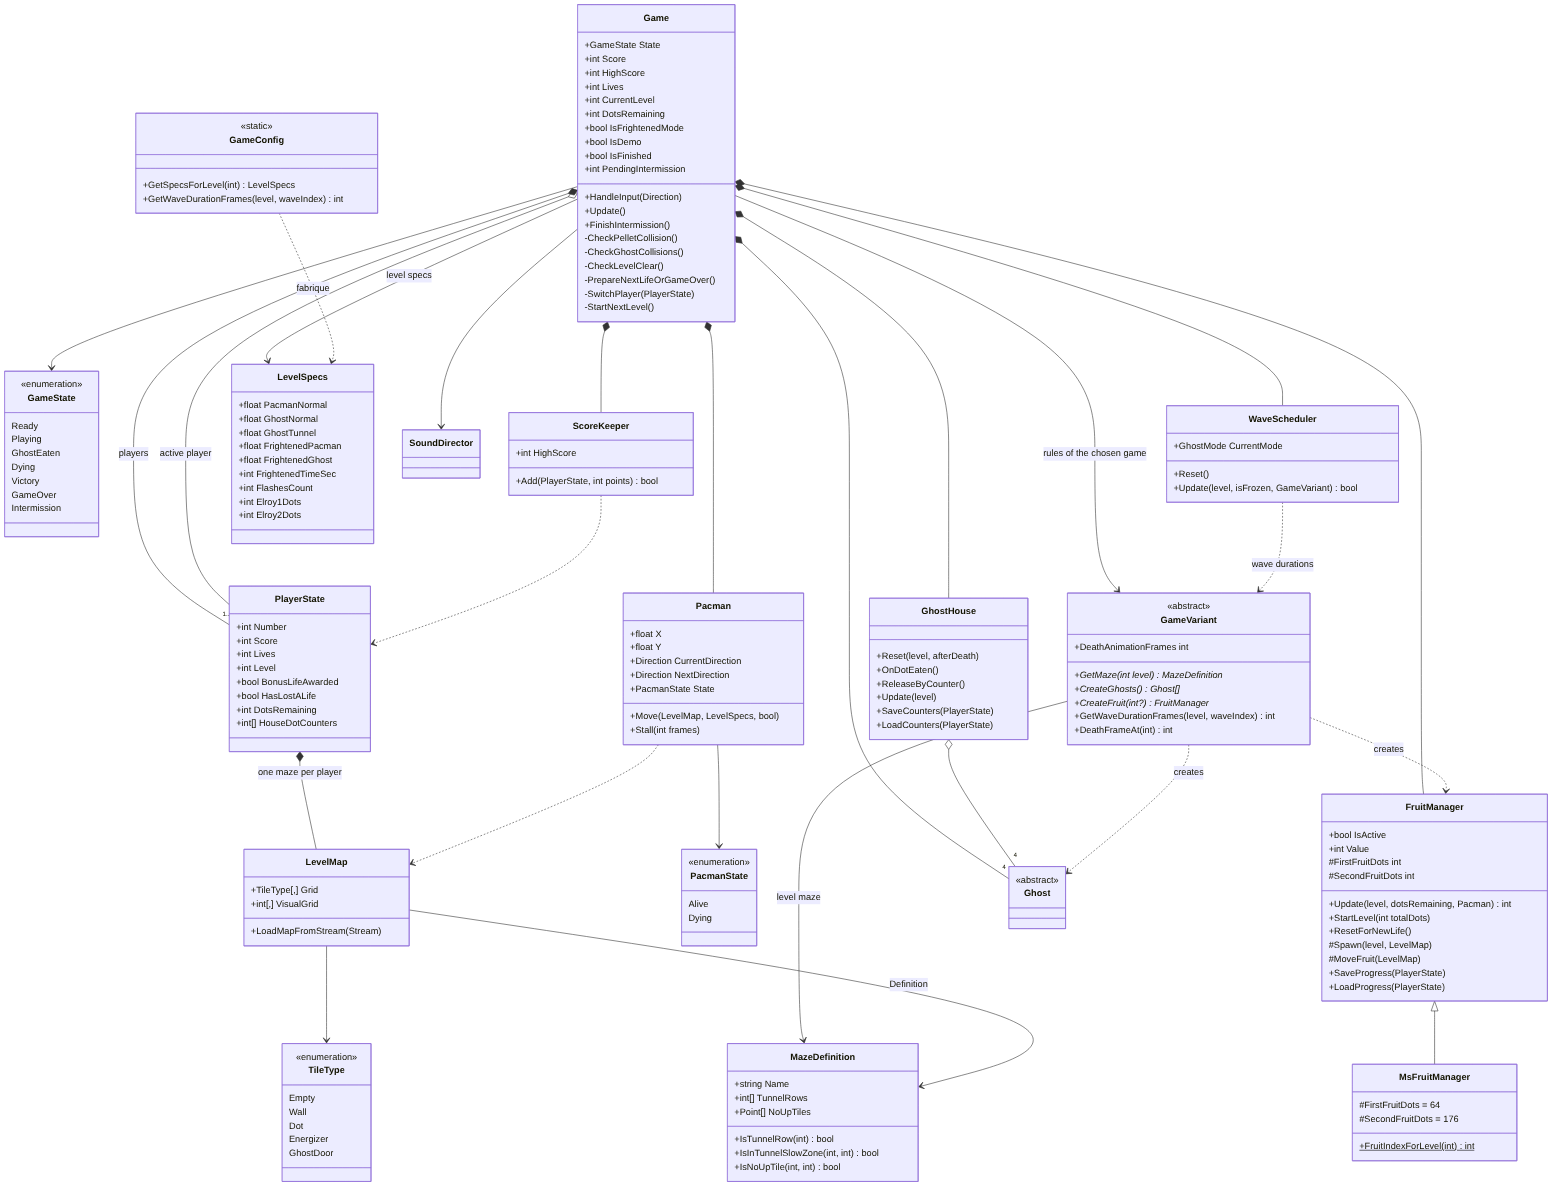 Game
+GameState State
+int Score
+int HighScore
+int Lives
+int CurrentLevel
+int DotsRemaining
+bool IsFrightenedMode
+bool IsDemo
+bool IsFinished
+int PendingIntermission
+HandleInput(Direction)
+Update()
+FinishIntermission()
-CheckPelletCollision()
-CheckGhostCollisions()
-CheckLevelClear()
-PrepareNextLifeOrGameOver()
-SwitchPlayer(PlayerState)
-StartNextLevel()
«static»
GameConfig
+GetSpecsForLevel(int) : LevelSpecs
+GetWaveDurationFrames(level, waveIndex) : int
level specs
fabrique
players
active player
rules of the chosen game
«enumeration»
GameState
Ready
Playing
GhostEaten
Dying
Victory
GameOver
Intermission
LevelSpecs
+float PacmanNormal
+float GhostNormal
+float GhostTunnel
+float FrightenedPacman
+float FrightenedGhost
+int FrightenedTimeSec
+int FlashesCount
+int Elroy1Dots
+int Elroy2Dots
SoundDirector
ScoreKeeper
+int HighScore
+Add(PlayerState, int points) : bool
WaveScheduler
+GhostMode CurrentMode
+Reset()
+Update(level, isFrozen, GameVariant) : bool
wave durations
PlayerState
+int Number
+int Score
+int Lives
+int Level
+bool BonusLifeAwarded
+bool HasLostALife
+int DotsRemaining
+int[] HouseDotCounters
Pacman
+float X
+float Y
+Direction CurrentDirection
+Direction NextDirection
+PacmanState State
+Move(LevelMap, LevelSpecs, bool)
+Stall(int frames)
GhostHouse
+Reset(level, afterDeath)
+OnDotEaten()
+ReleaseByCounter()
+Update(level)
+SaveCounters(PlayerState)
+LoadCounters(PlayerState)
«abstract»
GameVariant
+DeathAnimationFrames int
+GetMaze(int level) : MazeDefinition
+CreateGhosts() : Ghost[]
+CreateFruit(int?) : FruitManager
+GetWaveDurationFrames(level, waveIndex) : int
+DeathFrameAt(int) : int
one maze per player
creates
creates
LevelMap
+TileType[,] Grid
+int[,] VisualGrid
+LoadMapFromStream(Stream)
«enumeration»
PacmanState
Alive
Dying
level maze
4
4
«abstract»
Ghost
FruitManager
+bool IsActive
+int Value
#FirstFruitDots int
#SecondFruitDots int
+Update(level, dotsRemaining, Pacman) : int
+StartLevel(int totalDots)
+ResetForNewLife()
#Spawn(level, LevelMap)
#MoveFruit(LevelMap)
+SaveProgress(PlayerState)
+LoadProgress(PlayerState)
Definition
«enumeration»
TileType
Empty
Wall
Dot
Energizer
GhostDoor
MazeDefinition
+string Name
+int[] TunnelRows
+Point[] NoUpTiles
+IsTunnelRow(int) : bool
+IsInTunnelSlowZone(int, int) : bool
+IsNoUpTile(int, int) : bool
MsFruitManager
#FirstFruitDots = 64
#SecondFruitDots = 176
+FruitIndexForLevel(int) : int